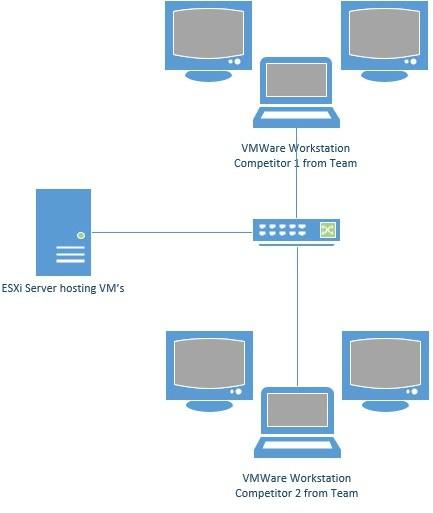 VMWare Workstation
Competitor 1 from Team
ESXi Server hosting VM's
VMWare Workstation
Competitor 2 from Team